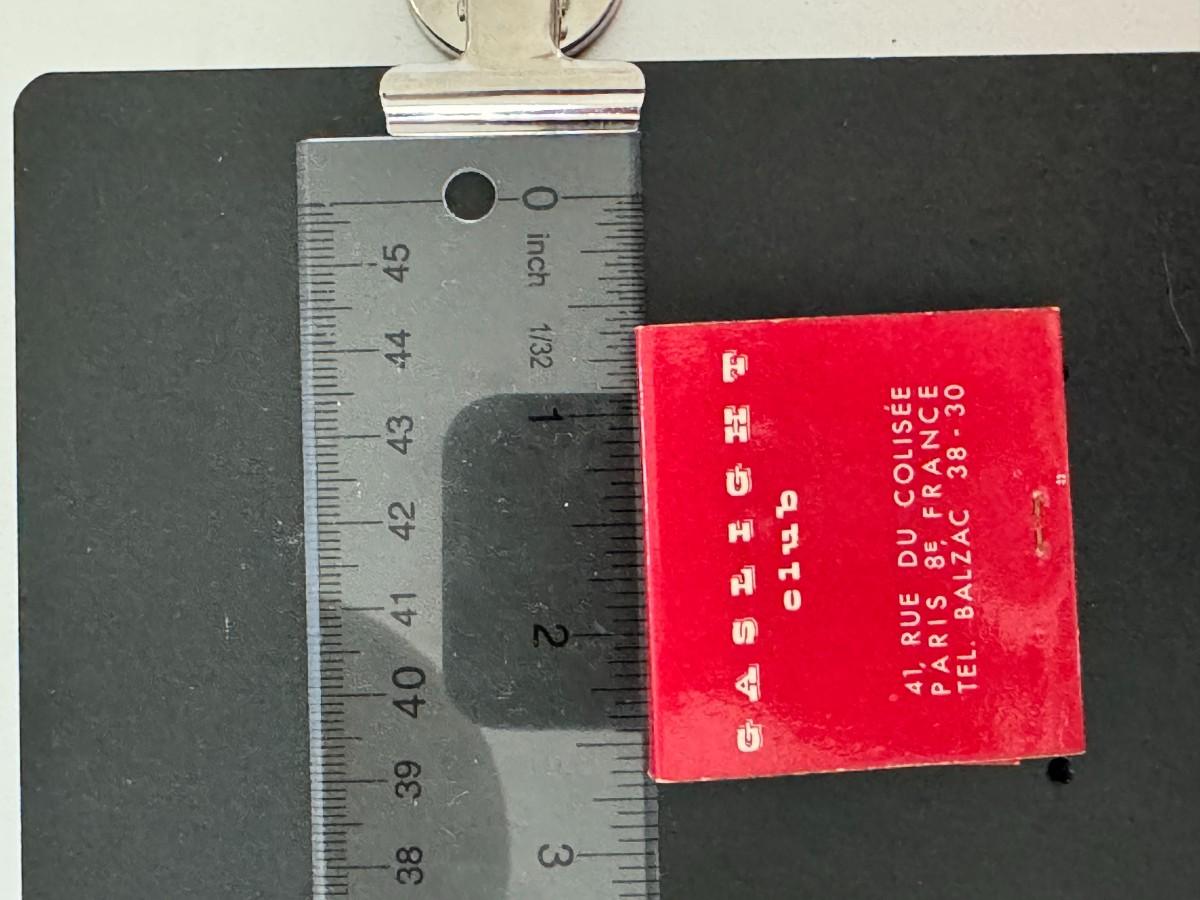 0
inch
1/32
1
2
3
45
44
43
42
41
40
39
38
GASLIGHT
club
41, RUE DU COLISÉE
PARIS 8E, FRANCE
TEL. BALZAC 38-30